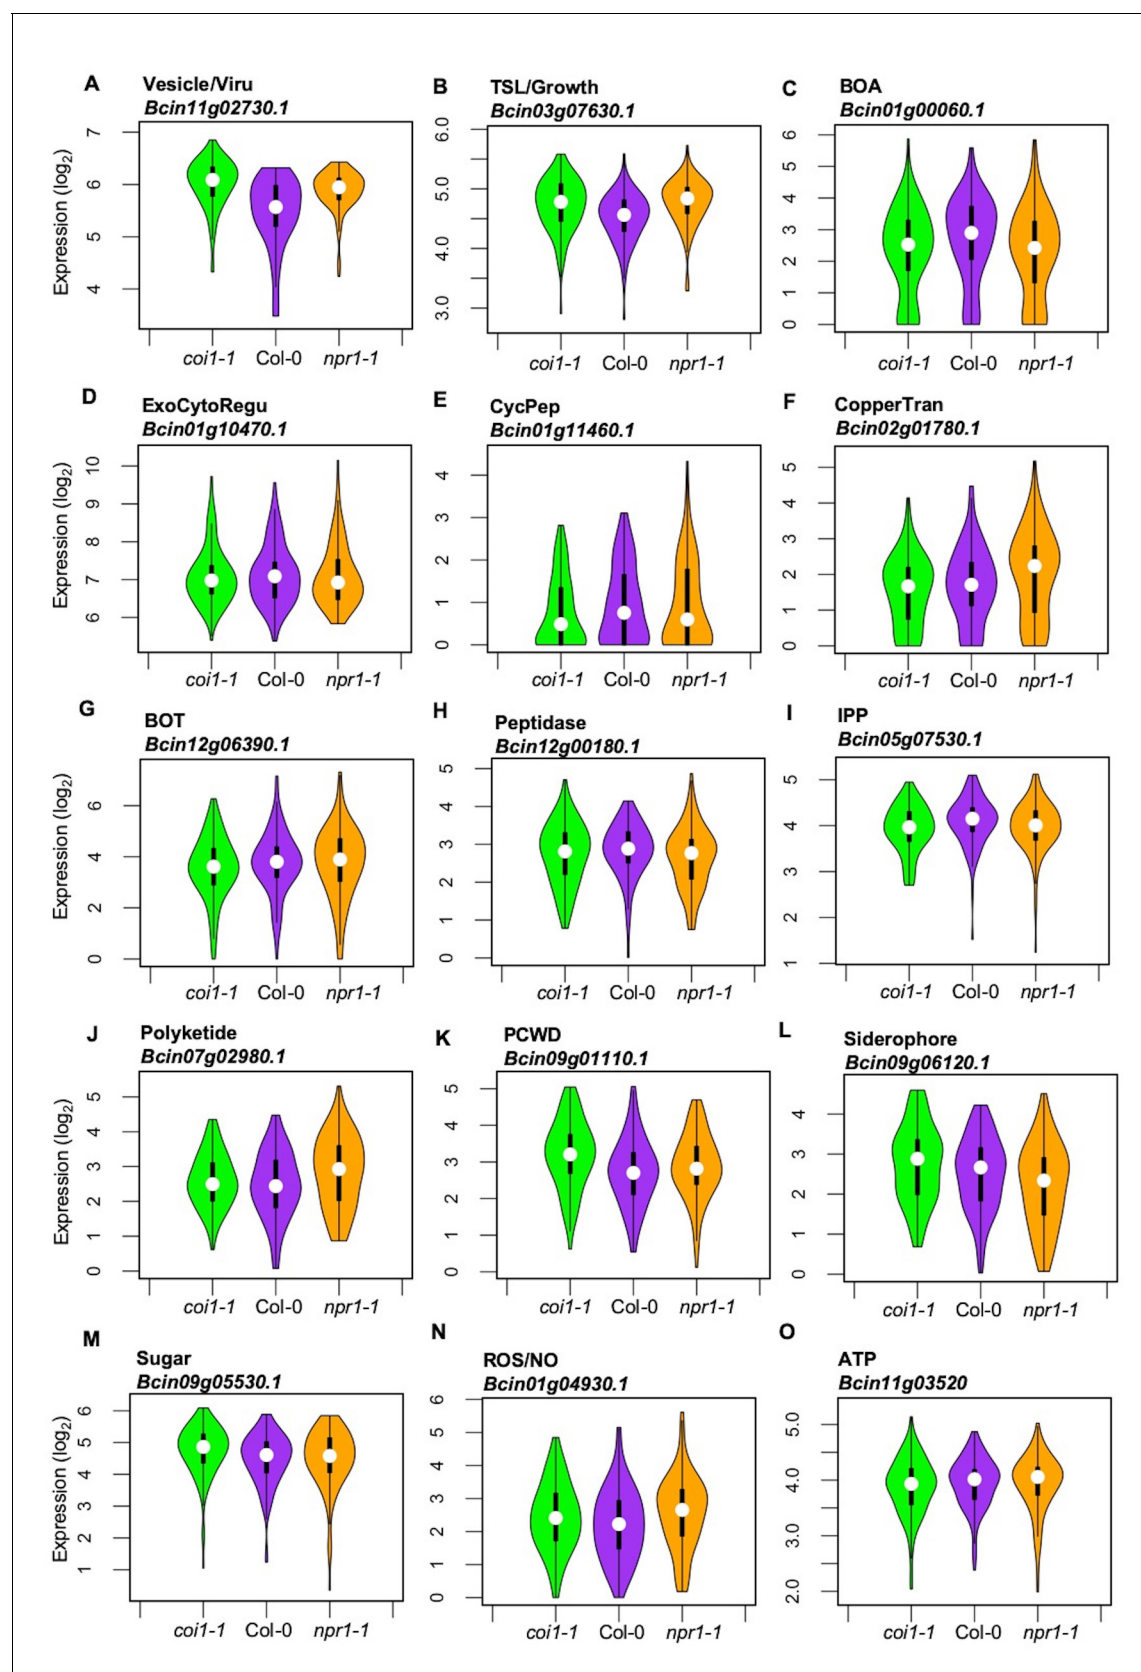 A Vesicle/Viru
Bcin11g02730.1
Expression (log2)
7
6
5
4
coi1-1 Col-0 npr1-1
B TSL/Growth
Bcin03g07630.1
6.0
5.0
4.0
3.0
coi1-1 Col-0 npr1-1
C BOA
Bcin01g00060.1
6
5
4
3
2
1
0
coi1-1 Col-0 npr1-1
D ExoCytoRegu
Bcin01g10470.1
Expression (log2)
10
9
8
7
6
coi1-1 Col-0 npr1-1
E CycPep
Bcin01g11460.1
4
3
2
1
0
coi1-1 Col-0 npr1-1
F CopperTran
Bcin02g01780.1
5
4
3
2
1
0
coi1-1 Col-0 npr1-1
G BOT
Bcin12g06390.1
Expression (log2)
6
4
2
0
coi1-1 Col-0 npr1-1
H Peptidase
Bcin12g00180.1
5
4
3
2
1
0
coi1-1 Col-0 npr1-1
I IPP
Bcin05g07530.1
5
4
3
2
1
coi1-1 Col-0 npr1-1
J Polyketide
Bcin07g02980.1
Expression (log2)
5
4
3
2
1
0
coi1-1 Col-0 npr1-1
K PCWD
Bcin09g01110.1
5
4
3
2
1
0
coi1-1 Col-0 npr1-1
L Siderophore
Bcin09g06120.1
4
3
2
1
0
coi1-1 Col-0 npr1-1
M Sugar
Bcin09g05530.1
Expression (log2)
6
5
4
3
2
1
coi1-1 Col-0 npr1-1
N ROS/NO
Bcin01g04930.1
6
5
4
3
2
1
0
coi1-1 Col-0 npr1-1
O ATP
Bcin11g03520
5.0
4.0
3.0
2.0
coi1-1 Col-0 npr1-1